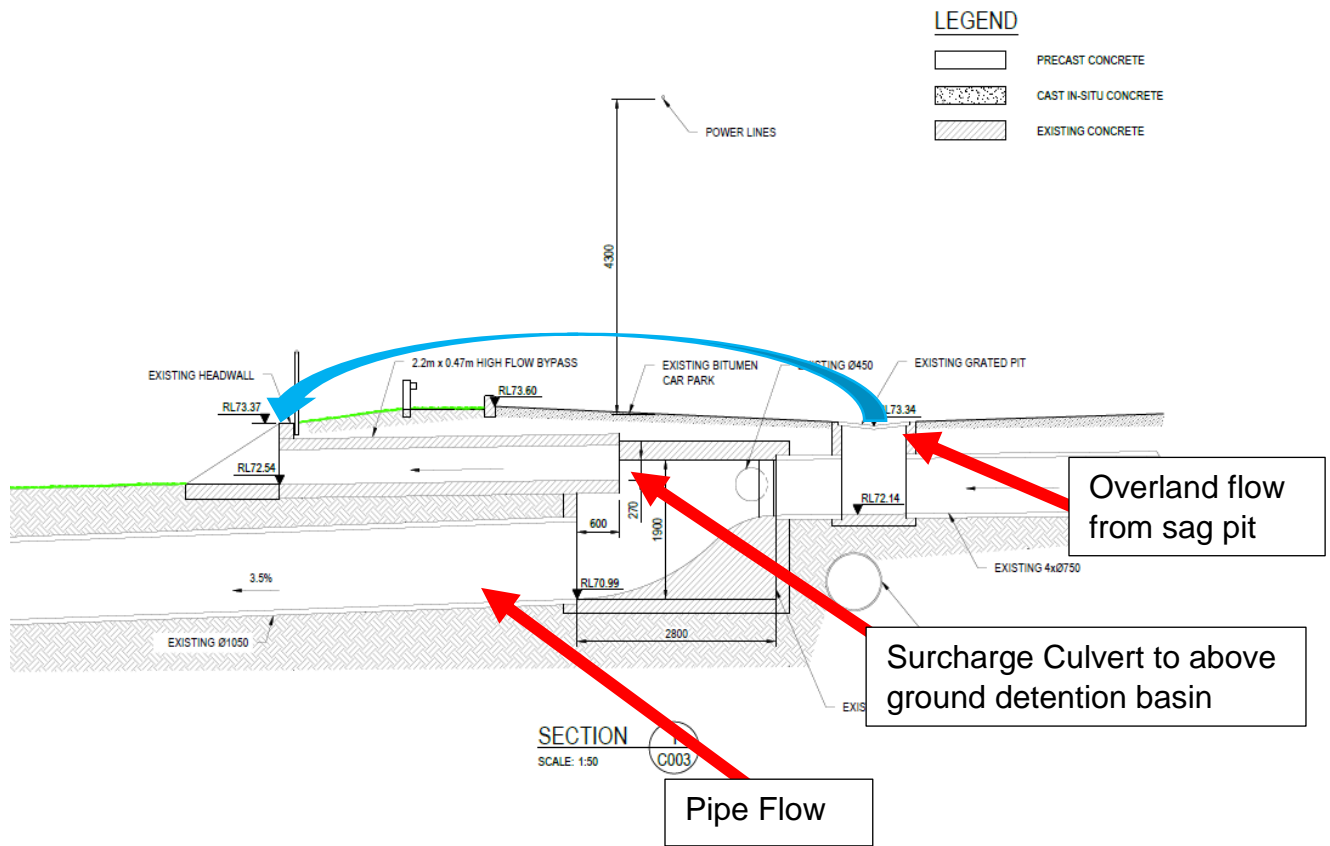 LEGEND
PRECAST CONCRETE
CAST IN-SITU CONCRETE
EXISTING CONCRETE
POWER LINES
4300
EXISTING HEADWALL
2.2m x 0.47m HIGH FLOW BYPASS
EXISTING BITUMEN
CAR PARK
EXISTING Ø450
EXISTING GRATED PIT
RL73.37
RL73.60
RL73.34
RL72.54
RL72.14
600
270
1900
Overland flow
from sag pit
3.5%
RL70.99
EXISTING 4xØ750
EXISTING Ø1050
2800
Surcharge Culvert to above
ground detention basin
SECTION
SCALE: 1:50
C003
Pipe Flow